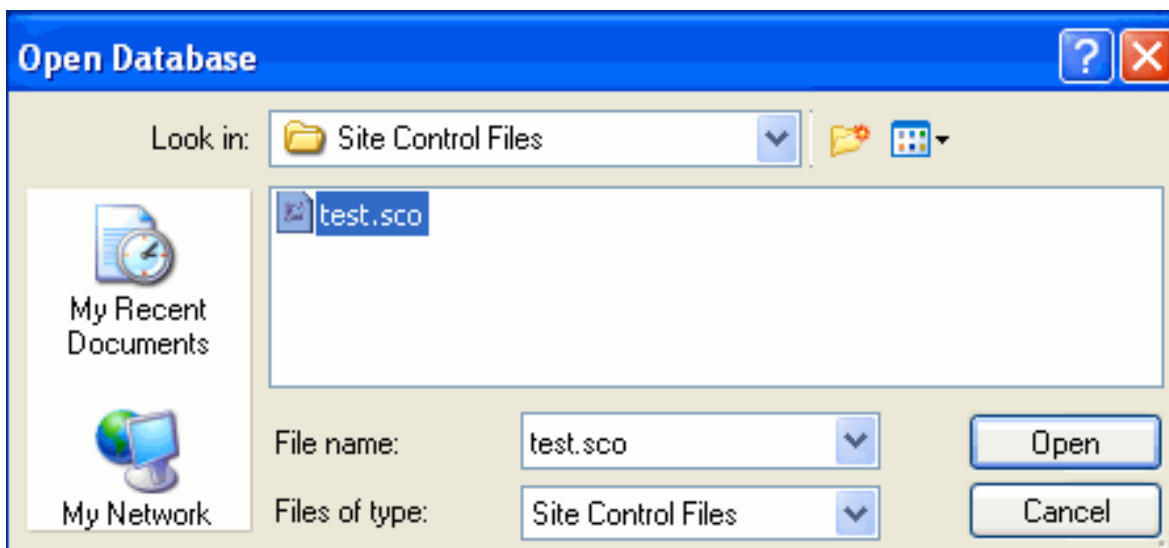 Open Database
Look in: Site Control Files
test.sco
My Recent
Documents
My Network
File name: test.sco Open
Files of type: Site Control Files Cancel